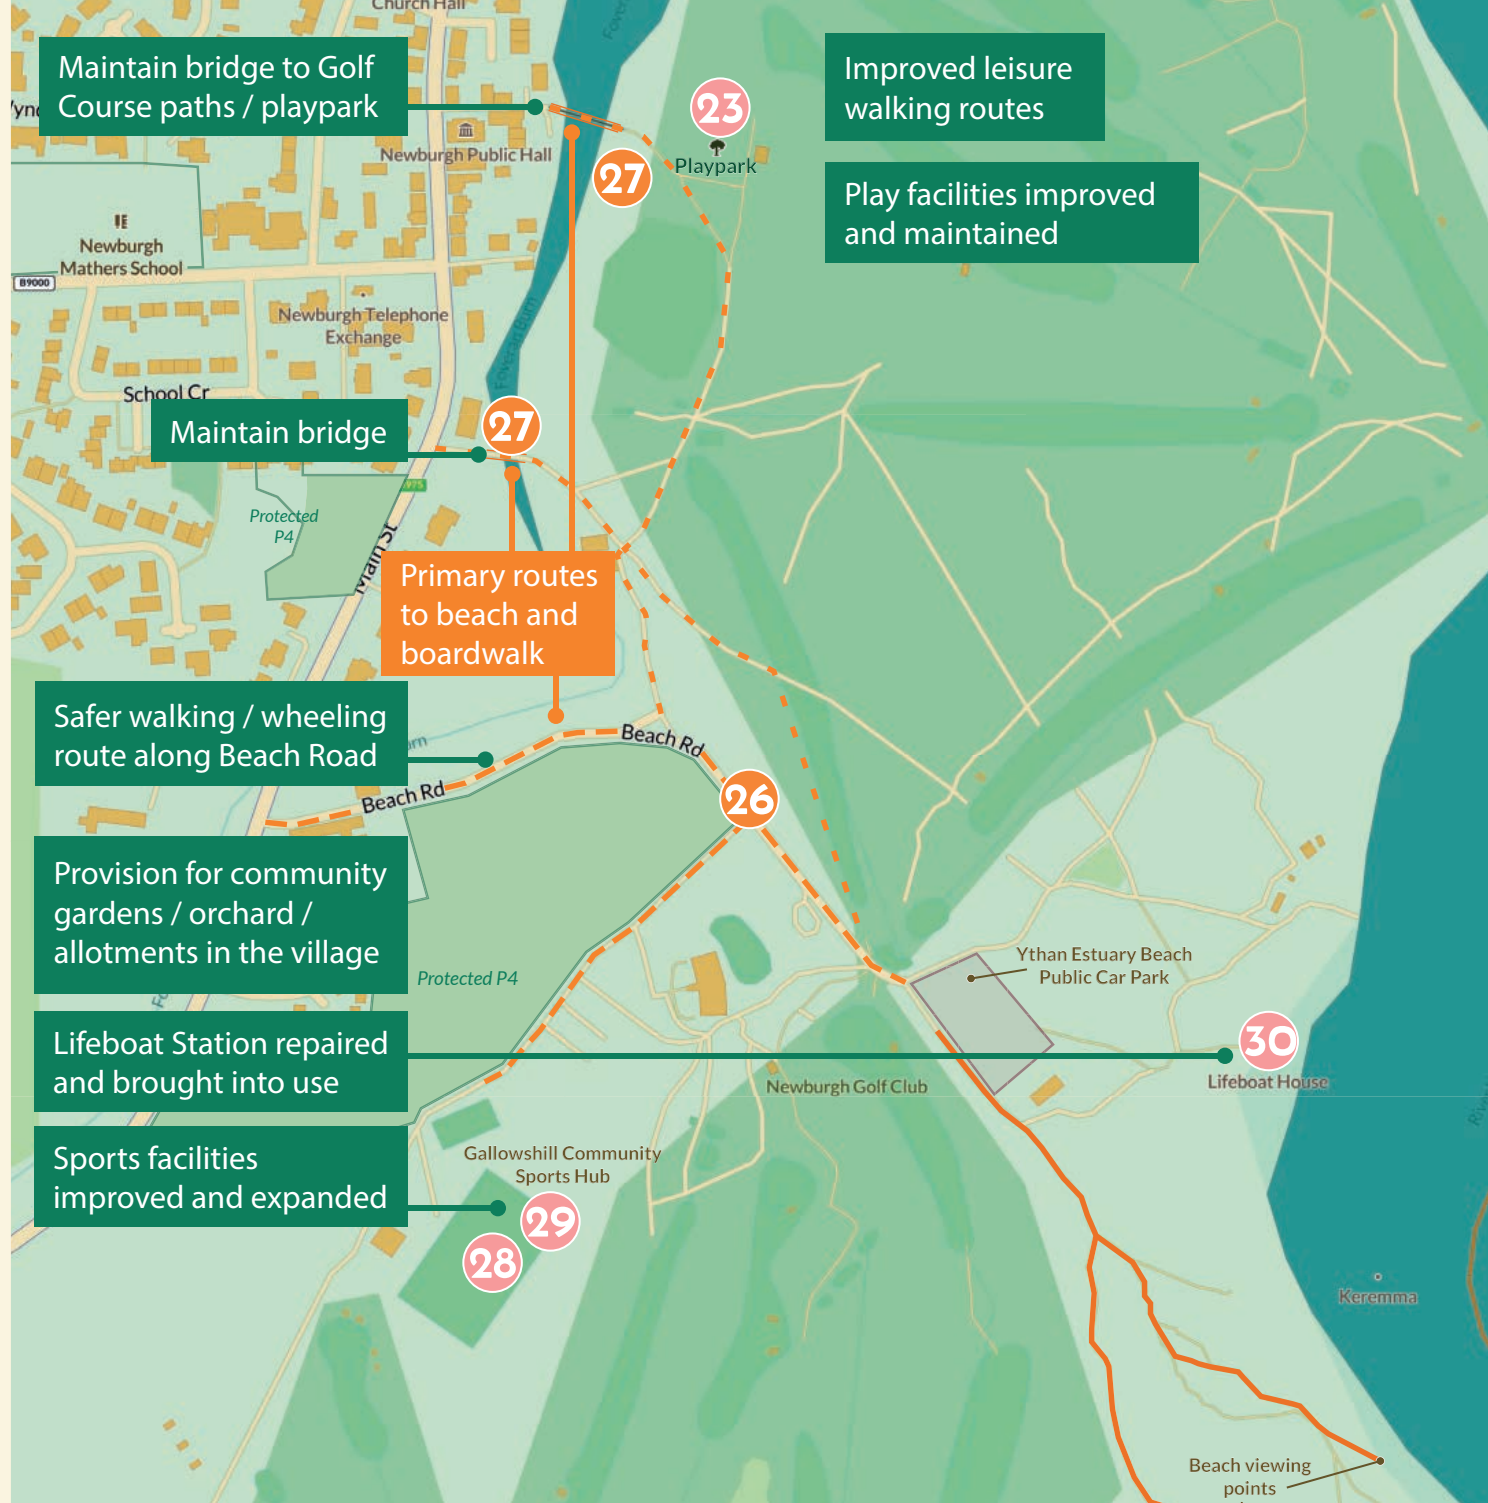 Church Hall
Fover
Maintain bridge to Golf
Course paths / playpark
Improved leisure
walking routes
23
Playpark
Newburgh Public Hall
27
Play facilities improved
and maintained
Newburgh
Mathers School
B9000
Newburgh Telephone
Exchange
Foveran Burn
School Cr
27
Maintain bridge
Protected
P4
Main St
Primary routes
to beach and
boardwalk
Safer walking / wheeling
route along Beach Road
Beach Rd
Beach Rd
26
Provision for community
gardens / orchard /
allotments in the village
Protected P4
Ythan Estuary Beach
Public Car Park
Lifeboat Station repaired
and brought into use
30
Lifeboat House
Newburgh Golf Club
Sports facilities
improved and expanded
Gallowshill Community
Sports Hub
29
28
Keremma
Beach viewing
points